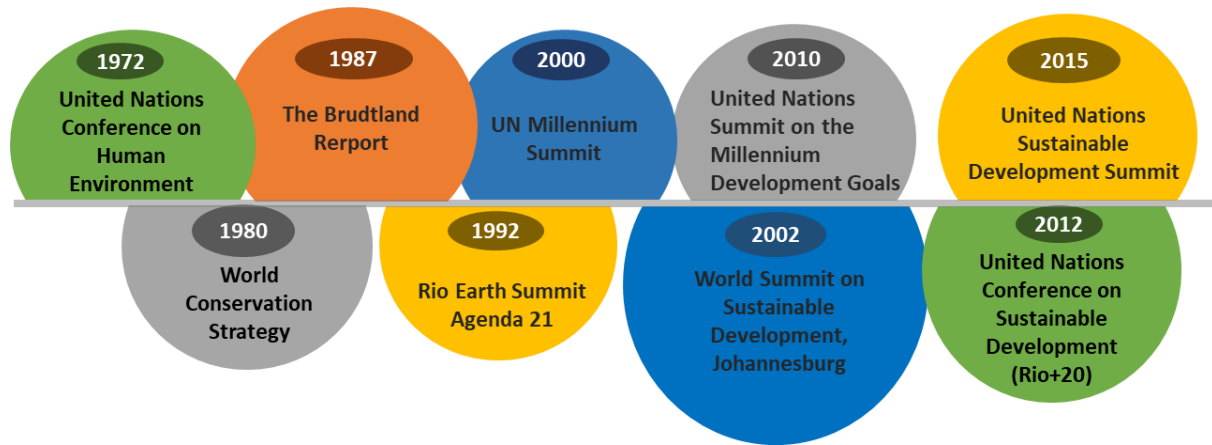 1972
United Nations
Conference on
Human
Environment
1987
The Brudtland
Rerport
2000
UN Millennium
Summit
2010
United Nations
Summit on the
Millennium
Development Goals
2015
United Nations
Sustainable
Development Summit
1980
World
Conservation
Strategy
1992
Rio Earth Summit
Agenda 21
2002
World Summit on
Sustainable
Development,
Johannesburg
2012
United Nations
Conference on
Sustainable
Development
(Rio+20)